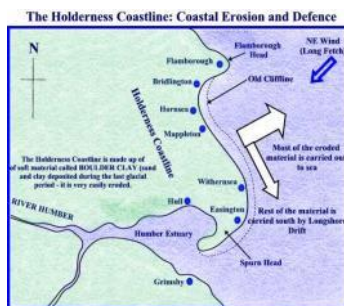 The Holderness Coastline: Coastal Erosion and Defence
N
NE Wind
(Long Fetch)
Flamborough
Head
Flamborough
Old Cliffline
Bridlington
Hornsea
Mappleton
Holderness Coastline
Most of the eroded
material is carried out
to sea
The Holderness Coastline is made up of
of soft material called BOULDER CLAY (sand
and clay deposited during the last glacial
period - it is very easily eroded.
Withernsea
Hull
Easington
Rest of the material is
carried south by Longshore
Drift
RIVER HUMBER
Humber Estuary
Spurn Head
Grimsby